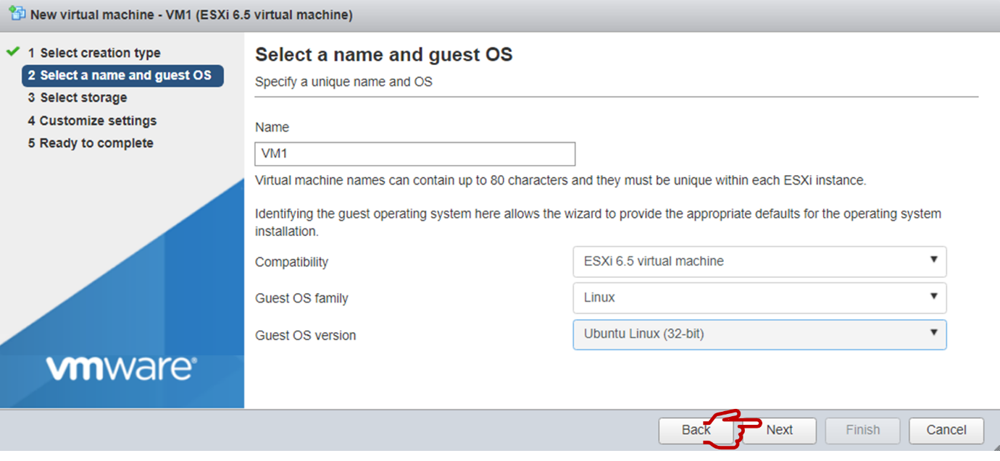 New virtual machine - VM1 (ESXi 6.5 virtual machine)
1 Select creation type
2 Select a name and guest OS
3 Select storage
4 Customize settings
5 Ready to complete
vmware®
Select a name and guest OS
Specify a unique name and OS
Name
VM1
Virtual machine names can contain up to 80 characters and they must be unique within each ESXi instance.
Identifying the guest operating system here allows the wizard to provide the appropriate defaults for the operating system
installation.
Compatibility
ESXi 6.5 virtual machine
Guest OS family
Linux
Guest OS version
Ubuntu Linux (32-bit)
Back
Next
Finish
Cancel